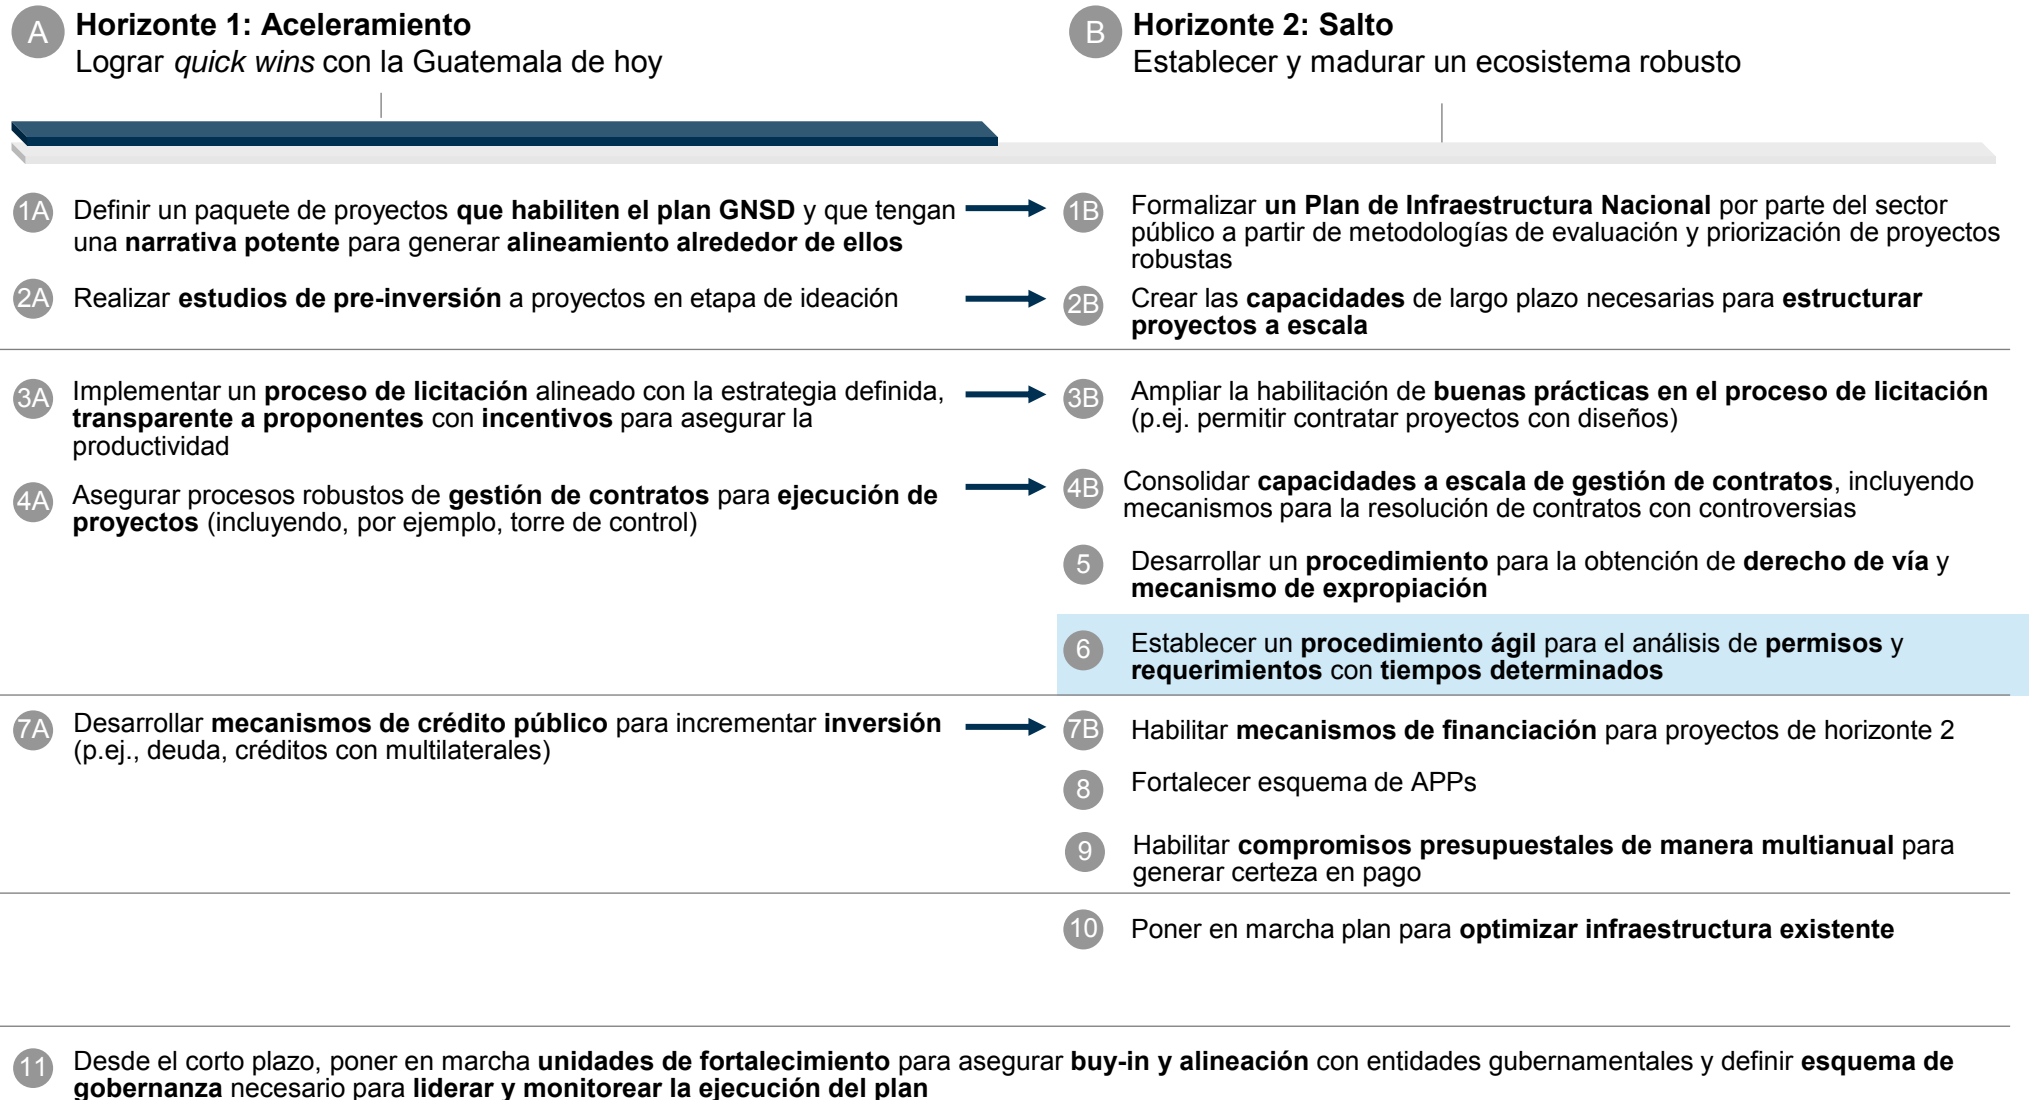 A
Horizonte 1: Aceleramiento
Lograr quick wins con la Guatemala de hoy
B
Horizonte 2: Salto
Establecer y madurar un ecosistema robusto
1A
Definir un paquete de proyectos que habiliten el plan GNSD y que tengan
una narrativa potente para generar alineamiento alrededor de ellos
1B
Formalizar un Plan de Infraestructura Nacional por parte del sector
público a partir de metodologías de evaluación y priorización de proyectos
robustas
2A
Realizar estudios de pre-inversión a proyectos en etapa de ideación
2B
Crear las capacidades de largo plazo necesarias para estructurar
proyectos a escala
3A
Implementar un proceso de licitación alineado con la estrategia definida,
transparente a proponentes con incentivos para asegurar la
productividad
3B
Ampliar la habilitación de buenas prácticas en el proceso de licitación
(p.ej. permitir contratar proyectos con diseños)
4A
Asegurar procesos robustos de gestión de contratos para ejecución de
proyectos (incluyendo, por ejemplo, torre de control)
4B
Consolidar capacidades a escala de gestión de contratos, incluyendo
mecanismos para la resolución de contratos con controversias
5
Desarrollar un procedimiento para la obtención de derecho de vía y
mecanismo de expropiación
6
Establecer un procedimiento ágil para el análisis de permisos y
requerimientos con tiempos determinados
7A
Desarrollar mecanismos de crédito público para incrementar inversión
(p.ej., deuda, créditos con multilaterales)
7B
Habilitar mecanismos de financiación para proyectos de horizonte 2
8
Fortalecer esquema de APPs
9
Habilitar compromisos presupuestales de manera multianual para
generar certeza en pago
10
Poner en marcha plan para optimizar infraestructura existente
11
Desde el corto plazo, poner en marcha unidades de fortalecimiento para asegurar buy-in y alineación con entidades gubernamentales y definir esquema de
gobernanza necesario para liderar y monitorear la ejecución del plan